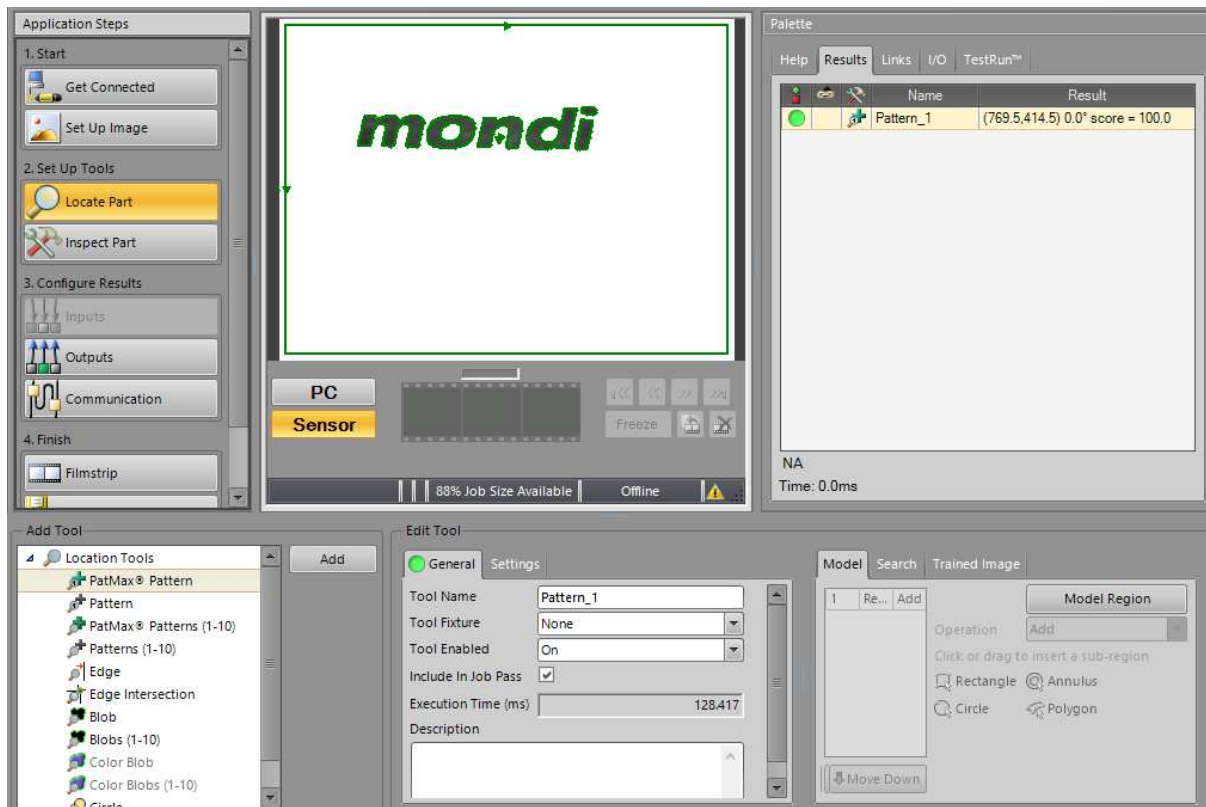 Application Steps
1. Start
Get Connected
Set Up Image
2. Set Up Tools
Locate Part
Inspect Part
3. Configure Results
Inputs
Outputs
Communication
4. Finish
Filmstrip
mondi
PC
Sensor
Freeze
88% Job Size Available
Offline
Palette
Help Results Links I/O TestRun™
Name Result
Pattern_1 (769.5,414.5) 0.0° score = 100.0
NA
Time: 0.0ms
Add Tool
Location Tools
PatMax® Pattern
Pattern
PatMax® Patterns (1-10)
Patterns (1-10)
Edge
Edge Intersection
Blob
Blobs (1-10)
Color Blob
Color Blobs (1-10)
Circle
Add
Edit Tool
General Settings
Tool Name Pattern_1
Tool Fixture None
Tool Enabled On
Include In Job Pass
Execution Time (ms) 128.417
Description
Model Search Trained Image
1 Re... Add
Model Region
Operation Add
Click or drag to insert a sub-region
Rectangle Annulus
Circle Polygon
Move Down